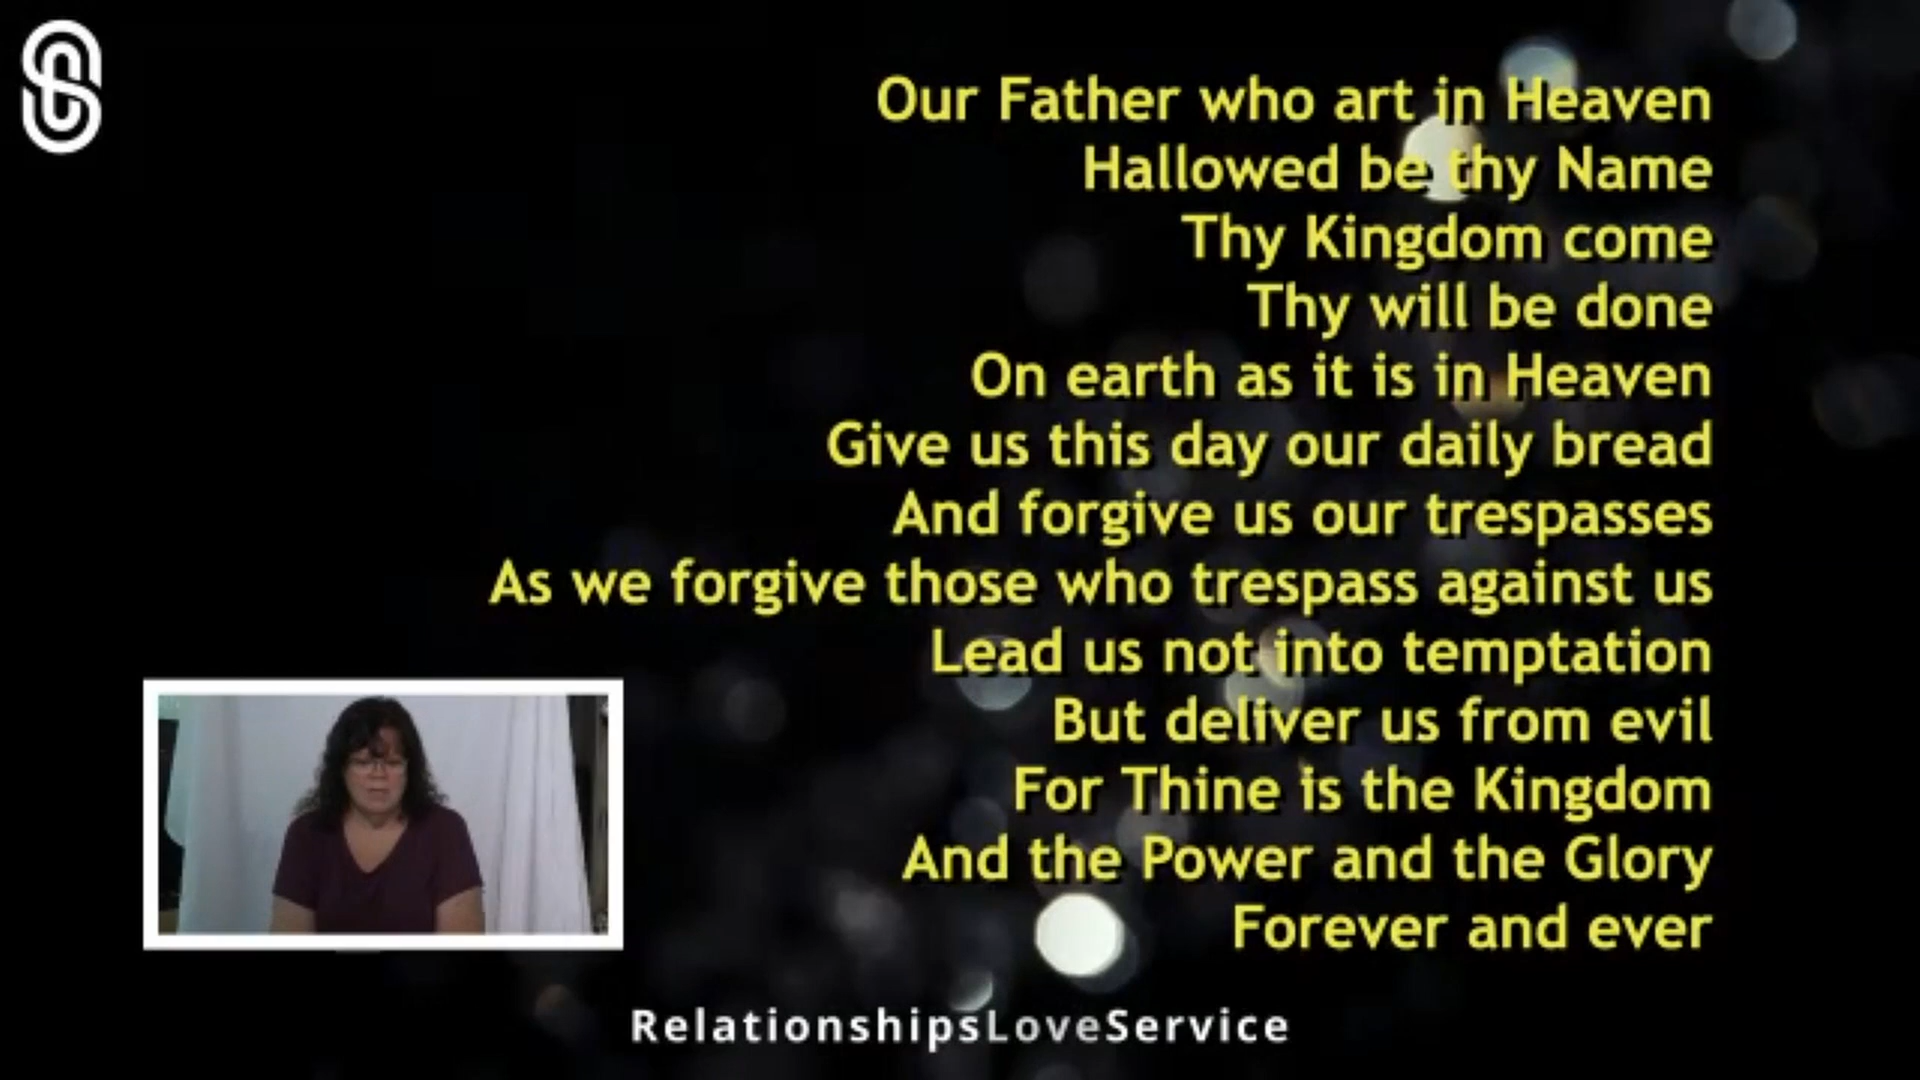 Our Father who art in Heaven
Hallowed be thy Name
Thy Kingdom come
Thy will be done
On earth as it is in Heaven
Give us this day our daily bread
And forgive us our trespasses
As we forgive those who trespass against us
Lead us not into temptation
But deliver us from evil
For Thine is the Kingdom
And the Power and the Glory
Forever and ever
RelationshipsLoveService